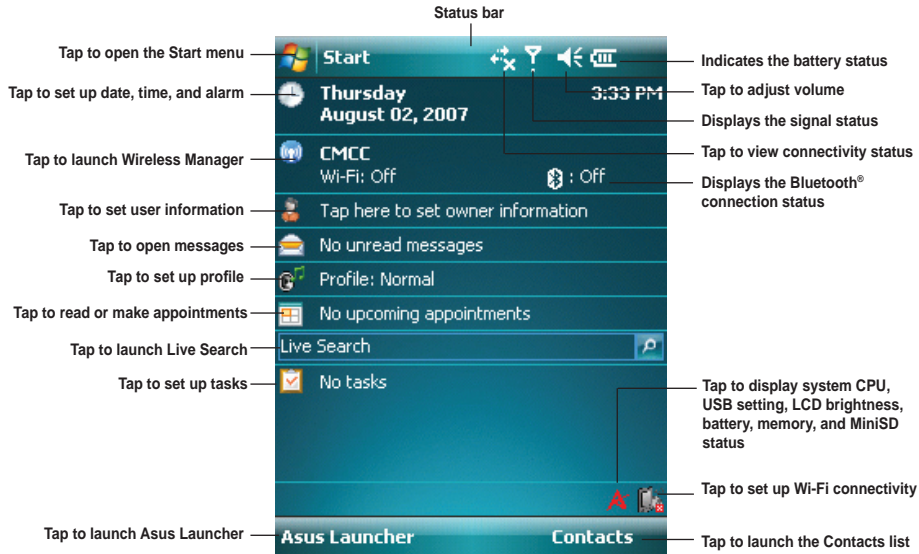 Status bar
Tap to open the Start menu
Start
Indicates the battery status
Tap to set up date, time, and alarm
Thursday
3:33 PM
August 02, 2007
Tap to adjust volume
Displays the signal status
Tap to launch Wireless Manager
CMCC
Wi-Fi: Off
: Off
Tap to view connectivity status
Displays the Bluetooth®
connection status
Tap to set user information
Tap here to set owner information
Tap to open messages
No unread messages
Tap to set up profile
Profile: Normal
Tap to read or make appointments
No upcoming appointments
Tap to launch Live Search
Live Search
Tap to set up tasks
No tasks
Tap to display system CPU,
USB setting, LCD brightness,
battery, memory, and MiniSD
status
Tap to set up Wi-Fi connectivity
Tap to launch Asus Launcher
Asus Launcher
Contacts
Tap to launch the Contacts list